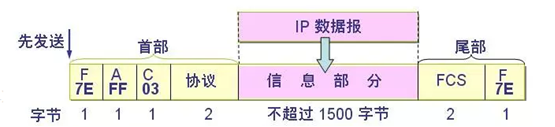 IP 数据报
先发送
首部
尾部
F A C
7E FF 03 协议 信息部分 FCS F 7E
字节 1 1 1 2 不超过 1500 字节 2 1